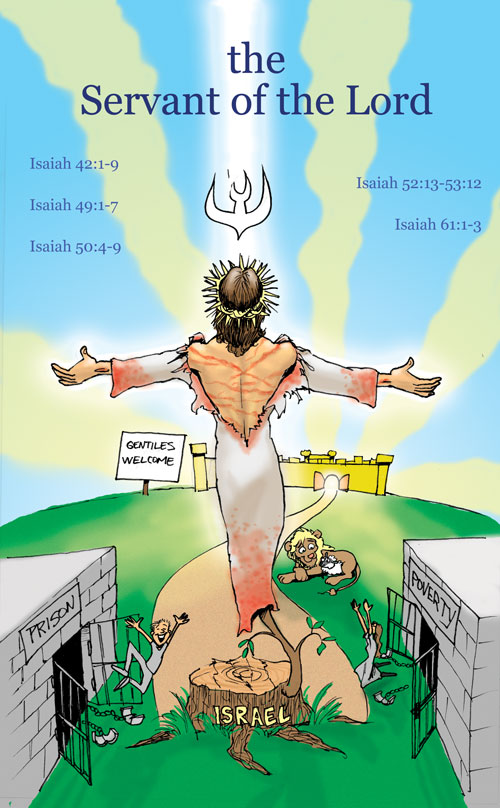 the
Servant of the Lord
Isaiah 42:1-9
Isaiah 49:1-7
Isaiah 50:4-9
Isaiah 52:13-53:12
Isaiah 61:1-3
GENTILES
WELCOME
PRISON
POVERTY
ISRAEL